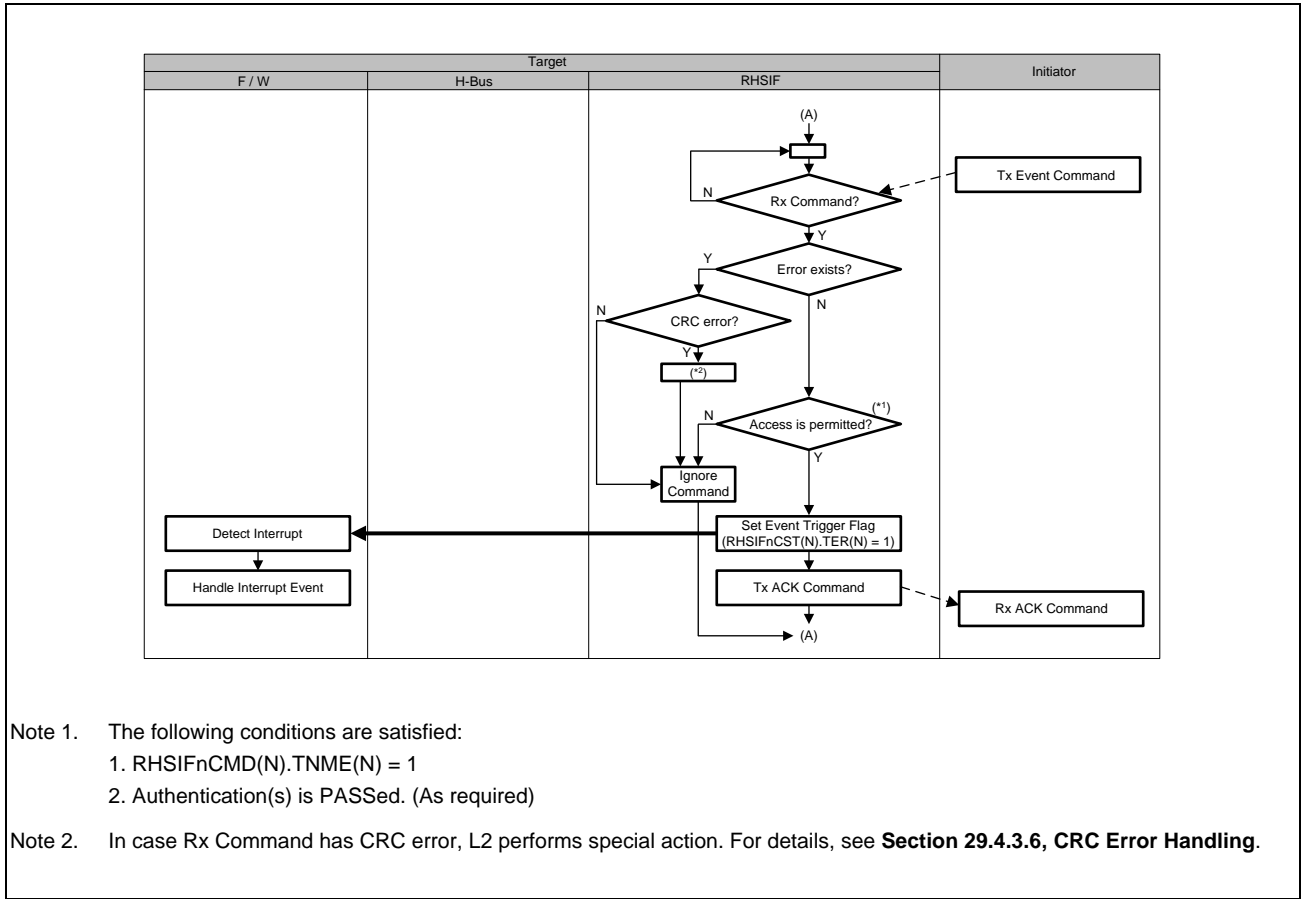 Target
Initiator
F / W
H-Bus
RHSIF
(A)
Tx Event Command
N
Rx Command?
Y
Y
Error exists?
N
N
CRC error?
Y
(*2)
(*1)
N
Access is permitted?
Y
Ignore
Command
Detect Interrupt
Set Event Trigger Flag
(RHSIFnCST(N).TER(N) = 1)
Handle Interrupt Event
Tx ACK Command
Rx ACK Command
(A)
Note 1. The following conditions are satisfied:
1. RHSIFnCMD(N).TNME(N) = 1
2. Authentication(s) is PASSed. (As required)
Note 2. In case Rx Command has CRC error, L2 performs special action. For details, see Section 29.4.3.6, CRC Error Handling.